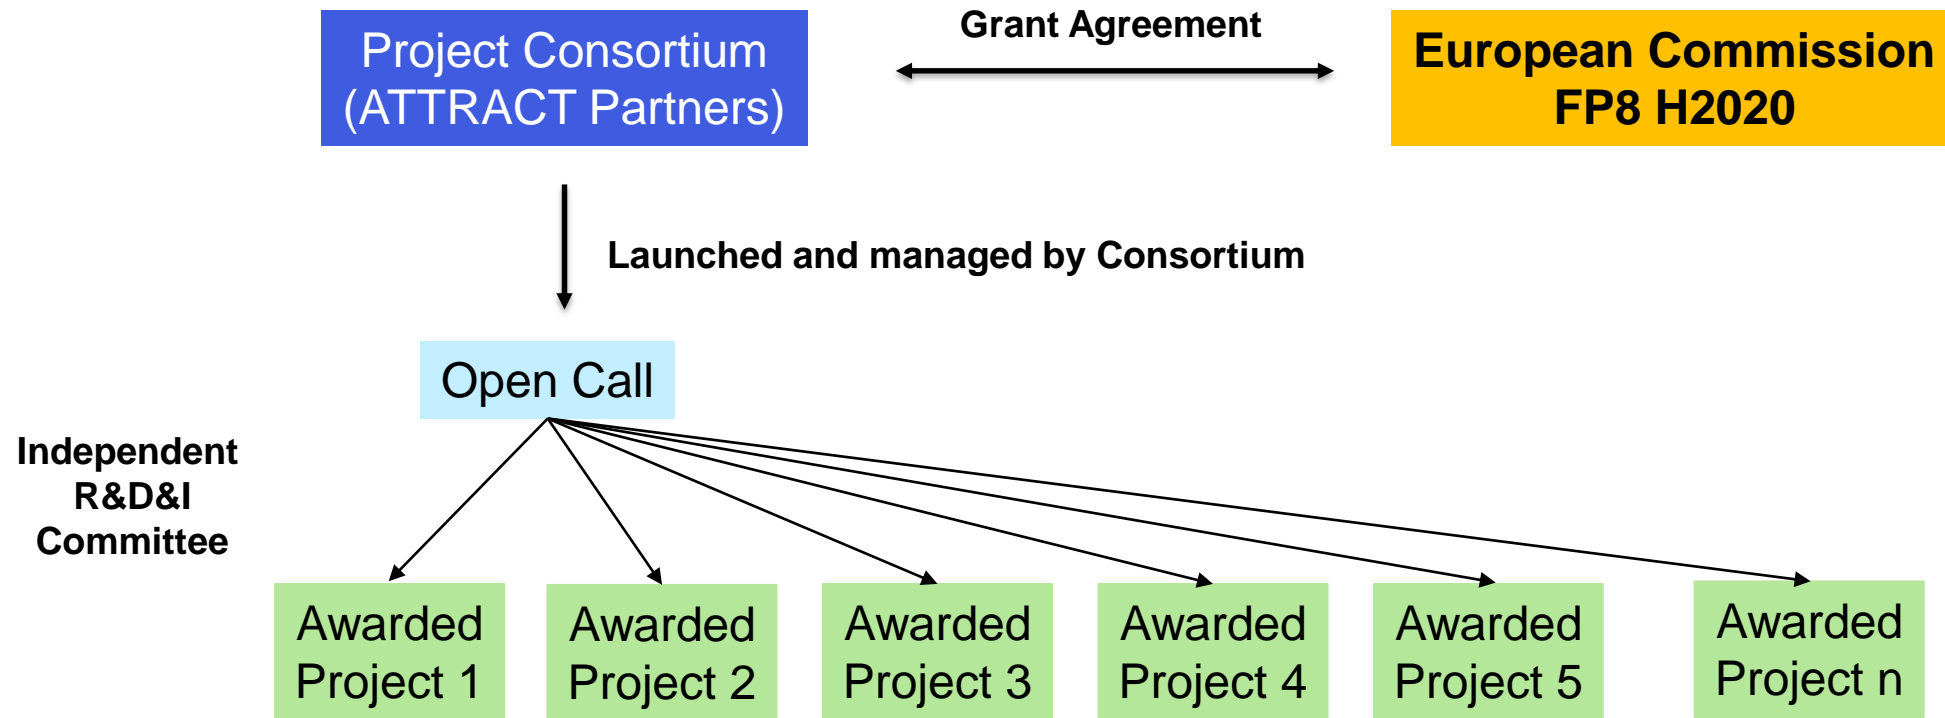 Project Consortium
(ATTRACT Partners)
Grant Agreement
European Commission
FP8 H2020
Launched and managed by Consortium
Open Call
Independent
R&D&I
Committee
Awarded
Project 1
Awarded
Project 2
Awarded
Project 3
Awarded
Project 4
Awarded
Project 5
Awarded
Project n